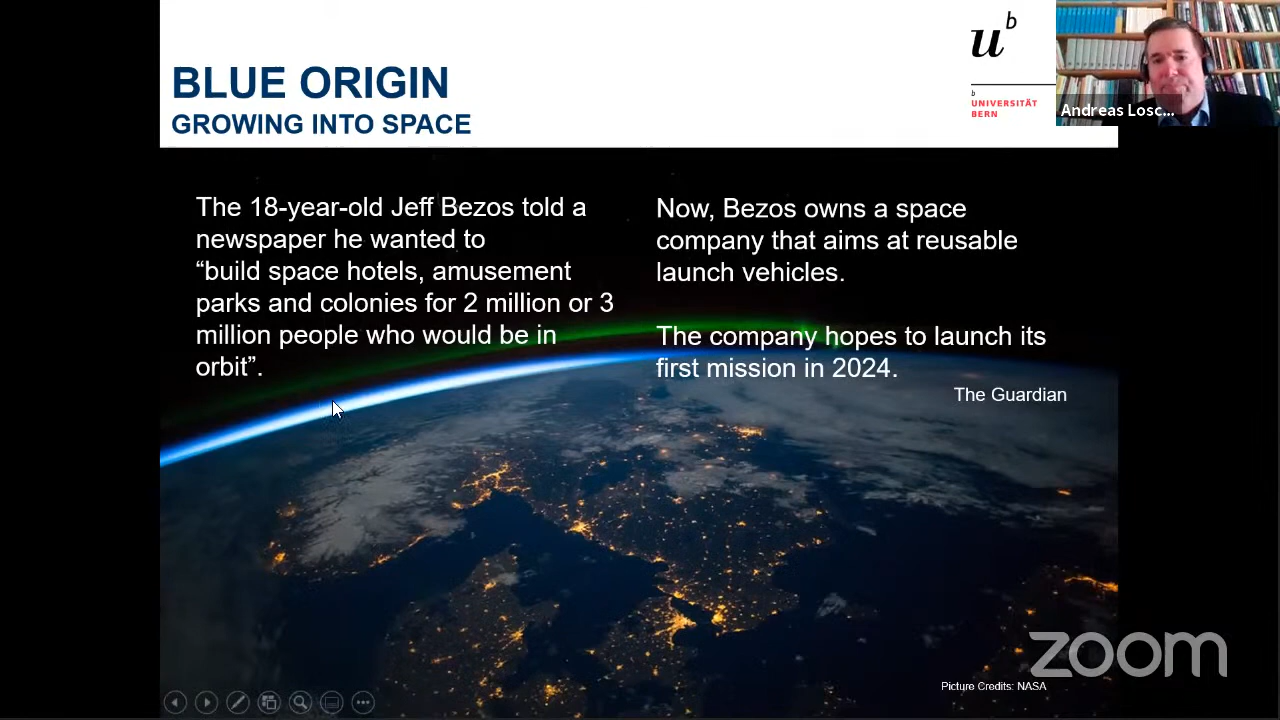 BLUE ORIGIN
GROWING INTO SPACE
u
b
b
UNIVERSITÄT
BERN
Andreas Losc...
The 18-year-old Jeff Bezos told a
newspaper he wanted to
“build space hotels, amusement
parks and colonies for 2 million or 3
million people who would be in
orbit”.
Now, Bezos owns a space
company that aims at reusable
launch vehicles.
The company hopes to launch its
first mission in 2024.
The Guardian
zoom
Picture Credits: NASA